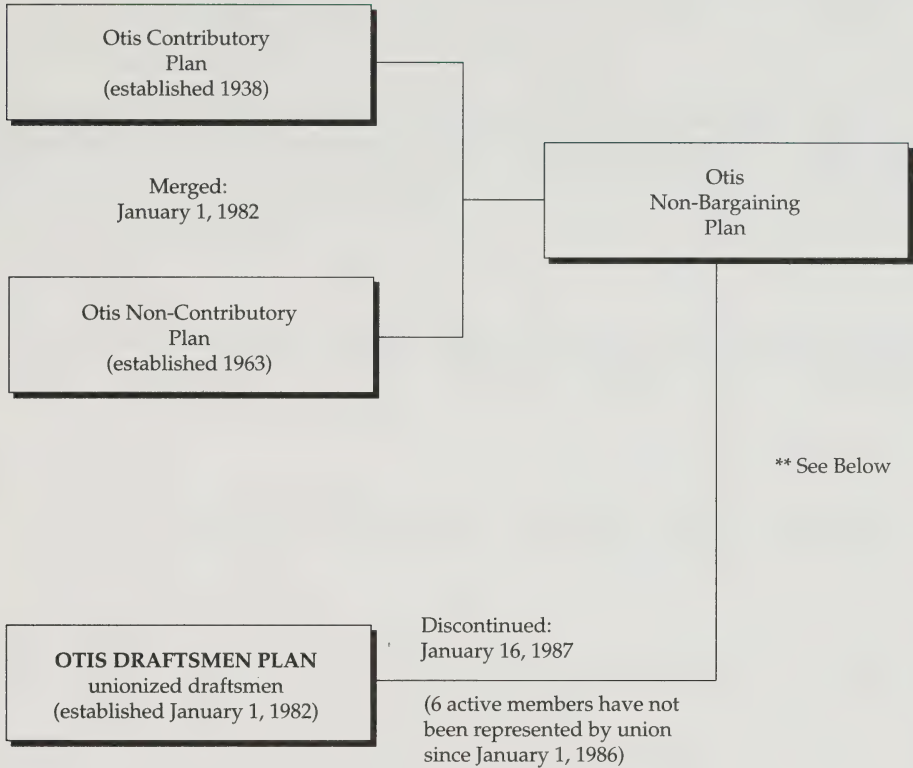 Otis Contributory
Plan
(established 1938)
Merged:
January 1, 1982
Otis
Non-Bargaining
Plan
Otis Non-Contributory
Plan
(established 1963)
** See Below
Discontinued:
January 16, 1987
OTIS DRAFTSMEN PLAN
unionized draftsmen
(established January 1, 1982)
(6 active members have not
been represented by union
since January 1, 1986)